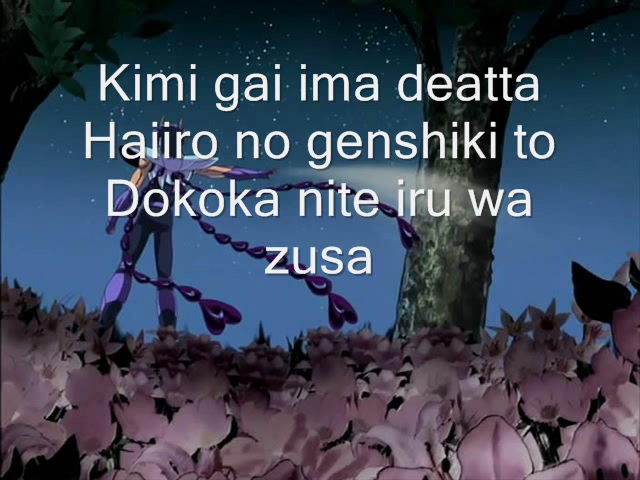 Kimi gai ima deatta
Haiiro no genshiki to
Dokoka nite iru wa
zusa